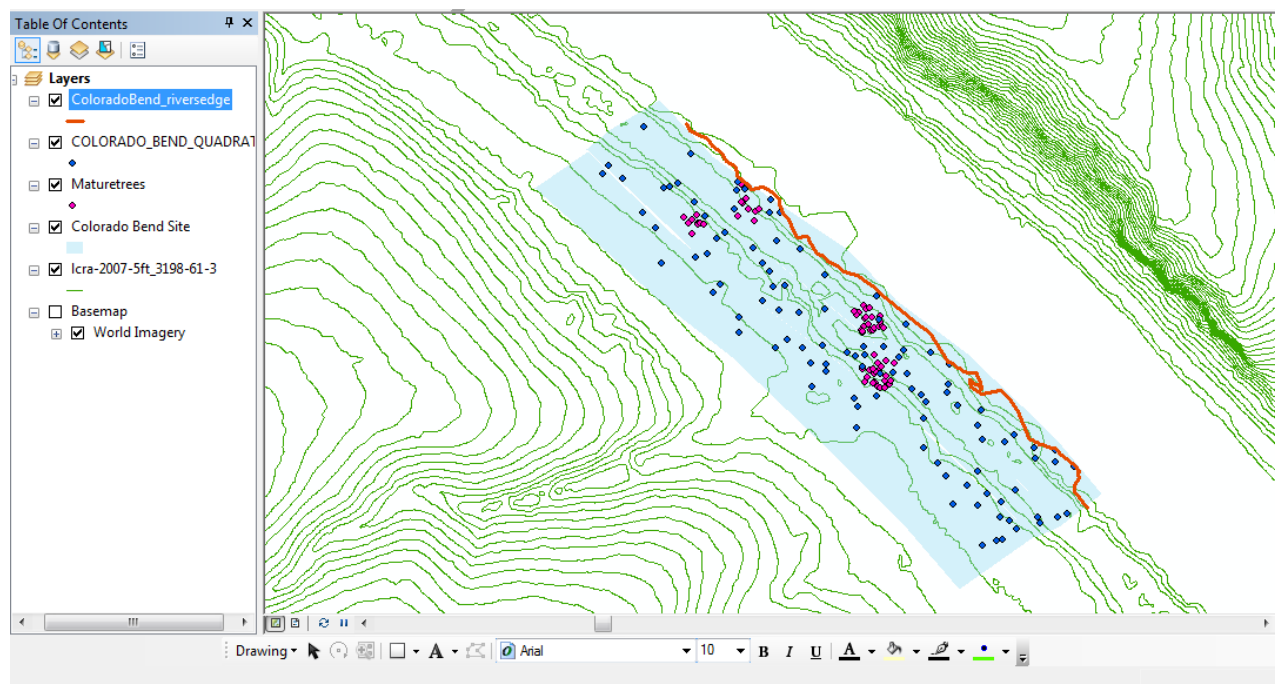 Table Of Contents
Layers
ColoradoBend_riversedge
COLORADO_BEND_QUADRAT
Maturetrees
Colorado Bend Site
lcra-2007-5ft_3198-61-3
Basemap
World Imagery
Drawing
A
Arial
10
B
I
U
A